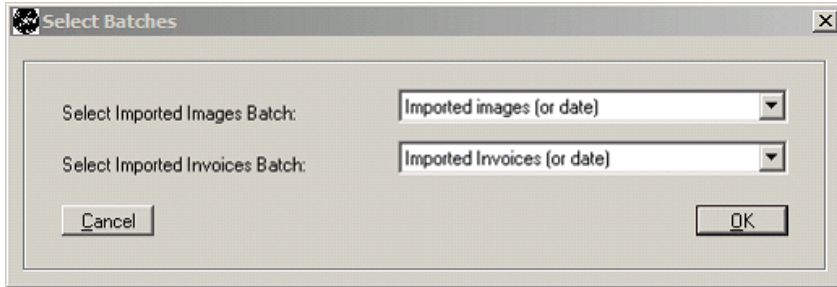 Select Batches
Select Imported Images Batch: Imported images (or date)
Select Imported Invoices Batch: Imported Invoices (or date)
Cancel OK